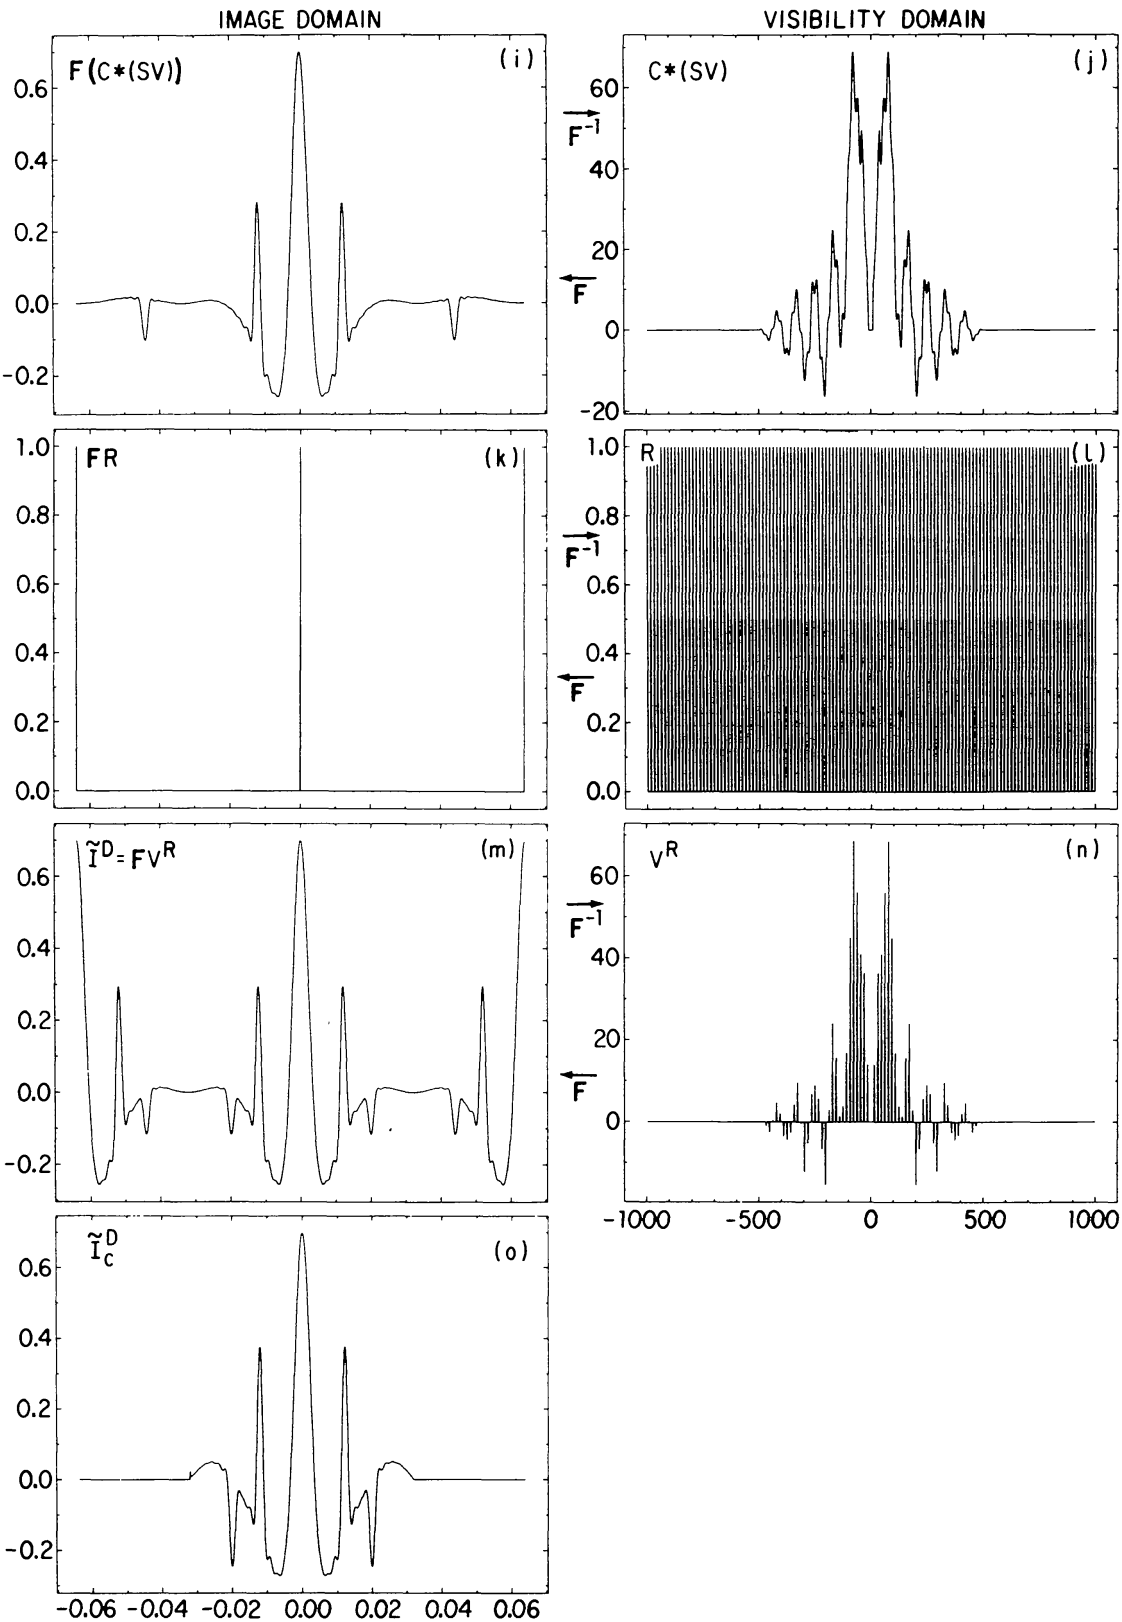 IMAGE DOMAIN
VISIBILITY DOMAIN
F(C*(SV))
(i)
0.6
0.4
0.2
0.0
-0.2
F⁻¹
F
C*(SV)
(j)
60
40
20
0
-20
FR
(k)
1.0
0.8
0.6
0.4
0.2
0.0
F⁻¹
F
R
(l)
1.0
0.8
0.6
0.4
0.2
0.0
Ĩᴰ = FVᴿ
(m)
0.6
0.4
0.2
0.0
-0.2
F⁻¹
F
Vᴿ
(n)
60
40
20
0
-1000 -500 0 500 1000
Ĩ_C^D
(o)
0.6
0.4
0.2
0.0
-0.2
-0.06 -0.04 -0.02 0.00 0.02 0.04 0.06